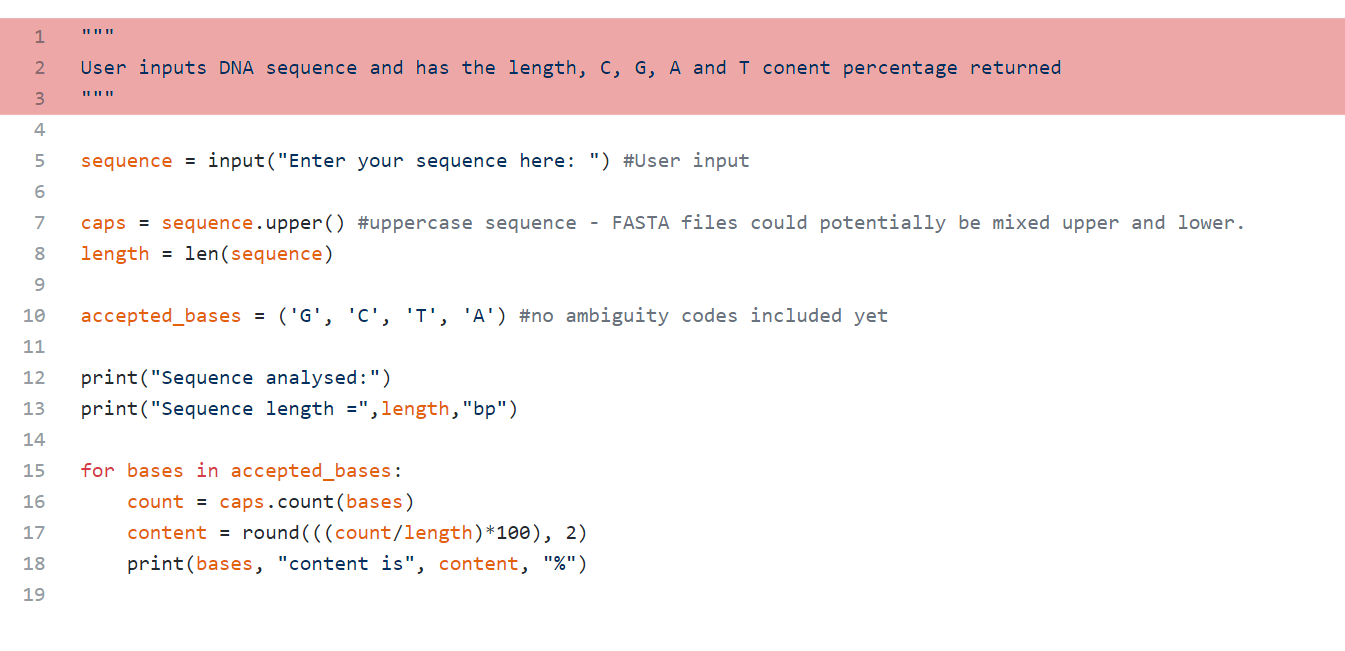 1 """
2 User inputs DNA sequence and has the length, C, G, A and T conent percentage returned
3 """
4
5 sequence = input("Enter your sequence here: ") #User input
6
7 caps = sequence.upper() #uppercase sequence - FASTA files could potentially be mixed upper and lower.
8 length = len(sequence)
9
10 accepted_bases = ('G', 'C', 'T', 'A') #no ambiguity codes included yet
11
12 print("Sequence analysed:")
13 print("Sequence length =",length,"bp")
14
15 for bases in accepted_bases:
16     count = caps.count(bases)
17     content = round(((count/length)*100), 2)
18     print(bases, "content is", content, "%")
19